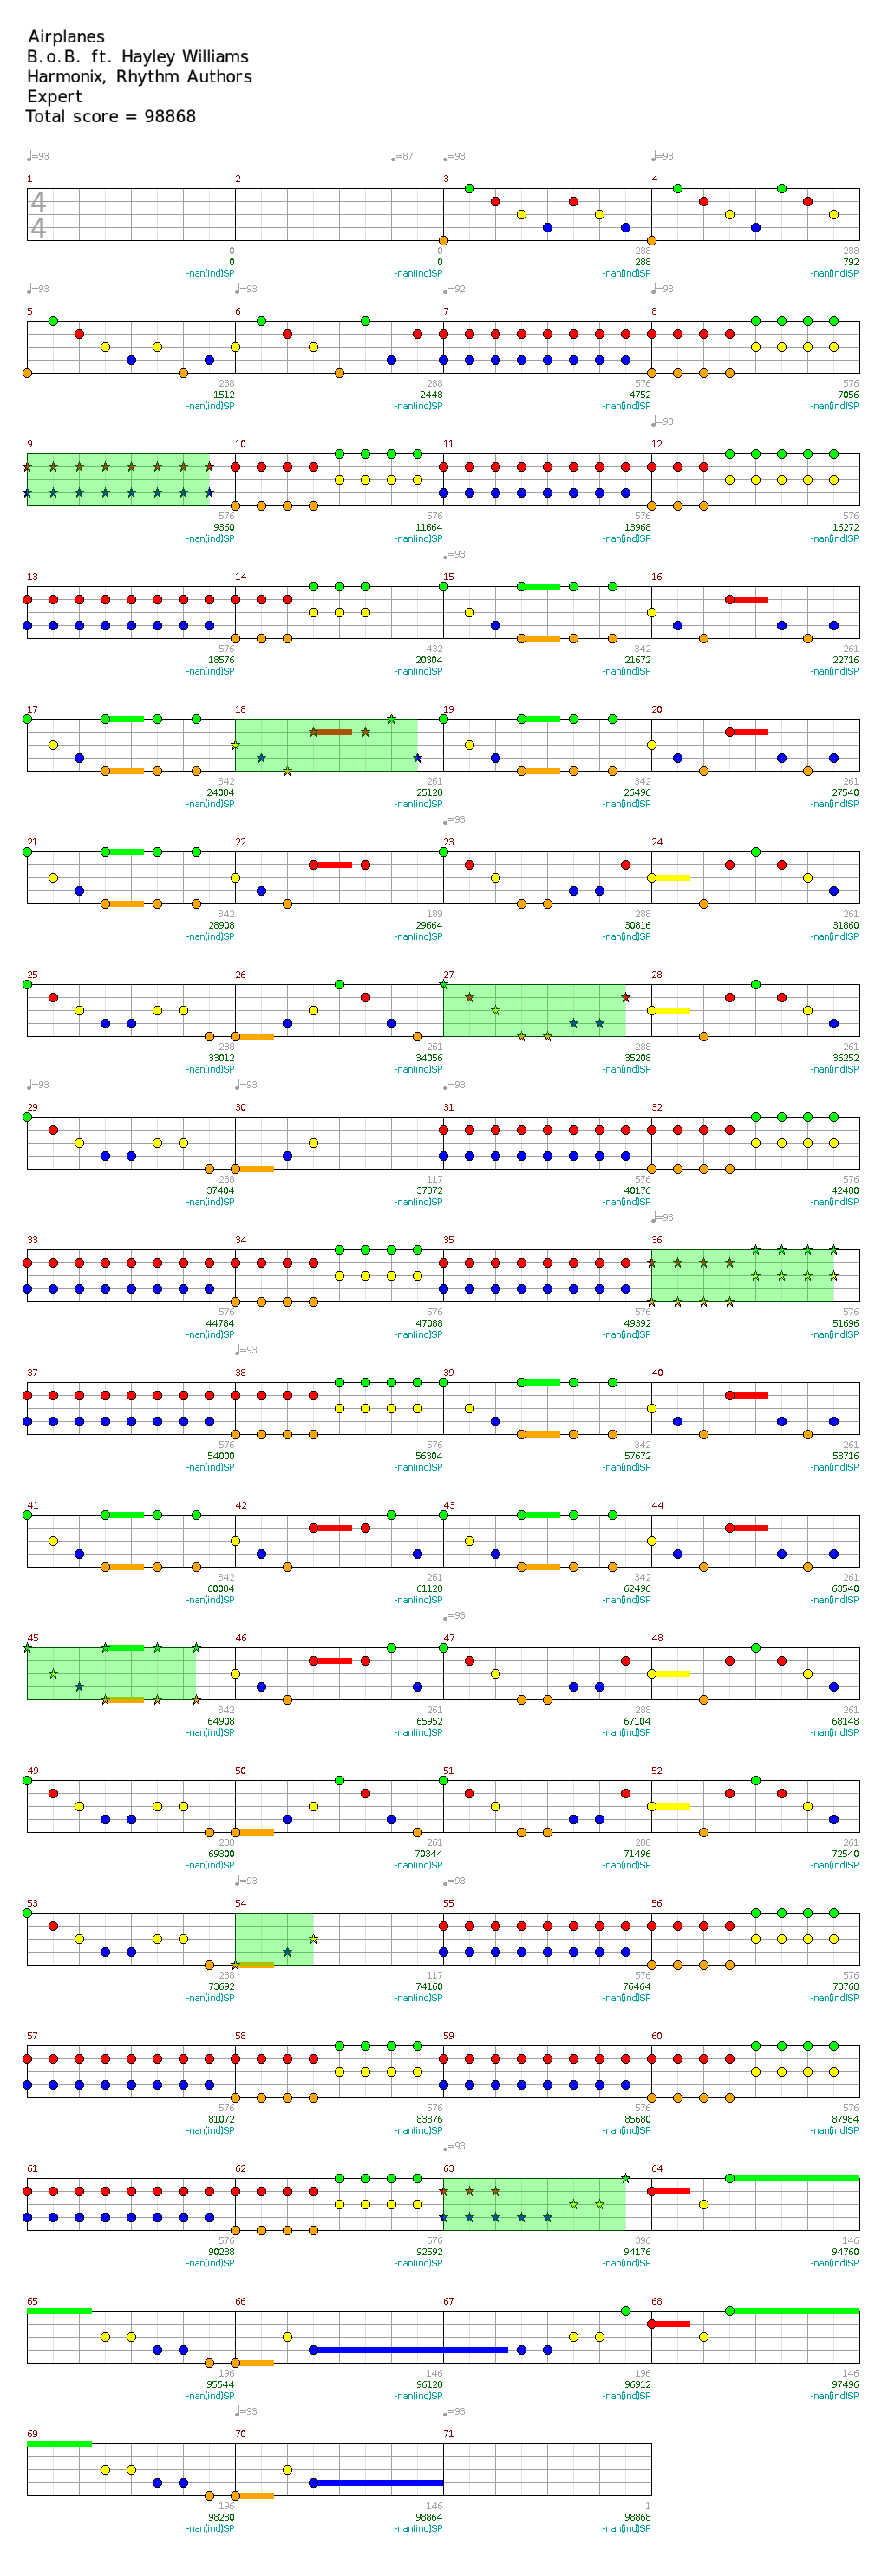 Airplanes
B.o.B. ft. Hayley Williams
Harmonix, Rhythm Authors
Expert
Total score = 98868
♩=93 ♩=87 ♩=93 ♩=93
1 2 3 4
4
4
0 0 288 288
0 0 288 792
-nan(ind)SP -nan(ind)SP -nan(ind)SP -nan(ind)SP
♩=93 ♩=93 ♩=92 ♩=93
5 6 7 8
288 288 576 576
1512 2448 4752 7056
-nan(ind)SP -nan(ind)SP -nan(ind)SP -nan(ind)SP
♩=93
9 10 11 12
576 576 576 576
9360 11664 13968 16272
-nan(ind)SP -nan(ind)SP -nan(ind)SP -nan(ind)SP
♩=93
13 14 15 16
576 432 342 261
18576 20304 21672 22716
-nan(ind)SP -nan(ind)SP -nan(ind)SP -nan(ind)SP
17 18 19 20
342 261 342 261
24084 25128 26496 27540
-nan(ind)SP -nan(ind)SP -nan(ind)SP -nan(ind)SP
♩=93
21 22 23 24
342 189 288 261
28908 29664 30816 31860
-nan(ind)SP -nan(ind)SP -nan(ind)SP -nan(ind)SP
25 26 27 28
288 261 288 261
33012 34056 35208 36252
-nan(ind)SP -nan(ind)SP -nan(ind)SP -nan(ind)SP
♩=93 ♩=93 ♩=93
29 30 31 32
288 117 576 576
37404 37872 40176 42480
-nan(ind)SP -nan(ind)SP -nan(ind)SP -nan(ind)SP
♩=93
33 34 35 36
576 576 576 576
44784 47088 49392 51696
-nan(ind)SP -nan(ind)SP -nan(ind)SP -nan(ind)SP
♩=93
37 38 39 40
576 576 342 261
54000 56304 57672 58716
-nan(ind)SP -nan(ind)SP -nan(ind)SP -nan(ind)SP
41 42 43 44
342 261 342 261
60084 61128 62496 63540
-nan(ind)SP -nan(ind)SP -nan(ind)SP -nan(ind)SP
♩=93
45 46 47 48
342 261 288 261
64908 65952 67104 68148
-nan(ind)SP -nan(ind)SP -nan(ind)SP -nan(ind)SP
49 50 51 52
288 261 288 261
69300 70344 71496 72540
-nan(ind)SP -nan(ind)SP -nan(ind)SP -nan(ind)SP
♩=93 ♩=93
53 54 55 56
288 117 576 576
73692 74160 76464 78768
-nan(ind)SP -nan(ind)SP -nan(ind)SP -nan(ind)SP
57 58 59 60
576 576 576 576
81072 83376 85680 87984
-nan(ind)SP -nan(ind)SP -nan(ind)SP -nan(ind)SP
♩=93
61 62 63 64
576 576 396 146
90288 92592 94176 94760
-nan(ind)SP -nan(ind)SP -nan(ind)SP -nan(ind)SP
65 66 67 68
196 146 196 146
95544 96128 96912 97496
-nan(ind)SP -nan(ind)SP -nan(ind)SP -nan(ind)SP
♩=93 ♩=93
69 70 71
196 146 1
98280 98864 98868
-nan(ind)SP -nan(ind)SP -nan(ind)SP